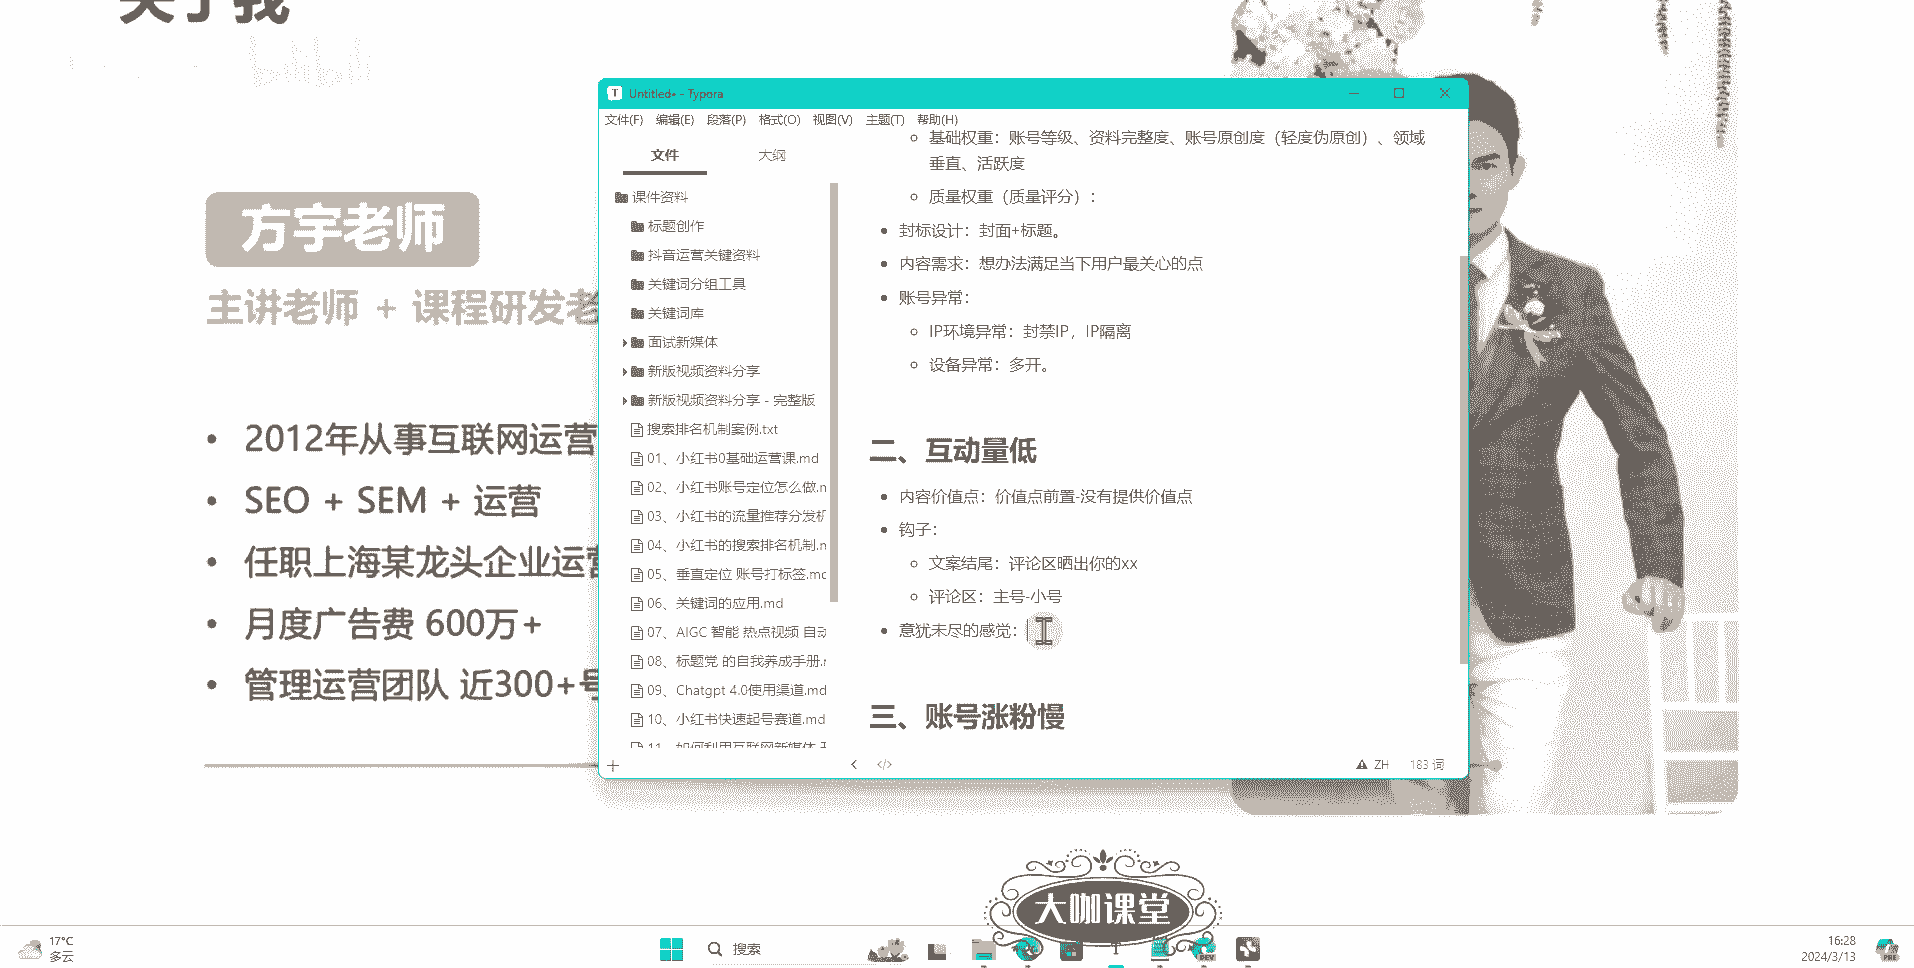 关于我
bilibili
方宇老师
主讲老师 + 课程研发老
• 2012年从事互联网运营
• SEO + SEM + 运营
• 任职上海某龙头企业运营
• 月度广告费 600万+
• 管理运营团队 近300+号
Untitled• - Typora
文件(F) 编辑(E) 段落(P) 格式(O) 视图(V) 主题(T) 帮助(H)
文件 大纲
课件资料
标题创作
抖音运营关键资料
关键词分组工具
关键词库
面试新媒体
新版视频资料分享
新版视频资料分享 - 完整版
搜索排名机制案例.txt
01、小红书0基础运营课.md
02、小红书账号定位怎么做.m
03、小红书的流量推荐分发机
04、小红书的搜索排名机制.m
05、垂直定位 账号打标签.md
06、关键词的应用.md
07、AIGC 智能 热点视频 自动
08、标题党 的自我养成手册.m
09、Chatgpt 4.0使用渠道.md
10、小红书快速起号赛道.md
11、如何利用互联网新媒体
基础权重：账号等级、资料完整度、账号原创度（轻度伪原创）、领域
垂直、活跃度
质量权重（质量评分）：
• 封标设计：封面+标题。
• 内容需求：想办法满足当下用户最关心的点
• 账号异常：
IP环境异常：封禁IP，IP隔离
设备异常：多开。
二、互动量低
• 内容价值点：价值点前置-没有提供价值点
• 钩子：
文案结尾：评论区晒出你的xx
评论区：主号-小号
• 意犹未尽的感觉：
三、账号涨粉慢
ZH 183 词
大咖课堂
17°C
多云
搜索
DEV
PRE
16:28
2024/3/13